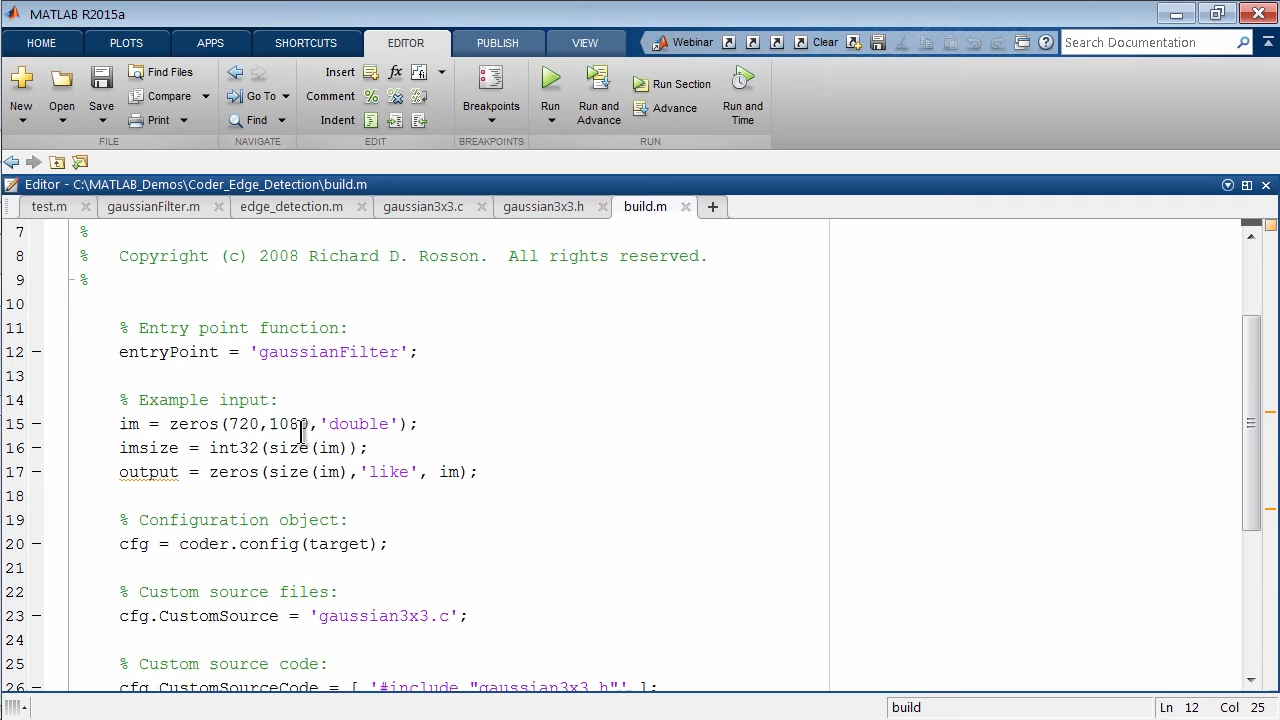 MATLAB R2015a
HOME PLOTS APPS SHORTCUTS EDITOR PUBLISH VIEW Webinar Clear Search Documentation
New Open Save Find Files Compare Print
Go To Find
Insert fx
Comment %
Indent
Breakpoints
Run Run and Advance Run Section Advance Run and Time
FILE NAVIGATE EDIT BREAKPOINTS RUN
Editor - C:\MATLAB_Demos\Coder_Edge_Detection\build.m
test.m gaussianFilter.m edge_detection.m gaussian3x3.c gaussian3x3.h build.m
7 %
8 % Copyright (c) 2008 Richard D. Rosson. All rights reserved.
9 %
10
11 % Entry point function:
12 entryPoint = 'gaussianFilter';
13
14 % Example input:
15 im = zeros(720,1080,'double');
16 imsize = int32(size(im));
17 output = zeros(size(im),'like', im);
18
19 % Configuration object:
20 cfg = coder.config(target);
21
22 % Custom source files:
23 cfg.CustomSource = 'gaussian3x3.c';
24
25 % Custom source code:
26 cfg.CustomSourceCode = [ '#include "gaussian3x3.h"' ];
build Ln 12 Col 25